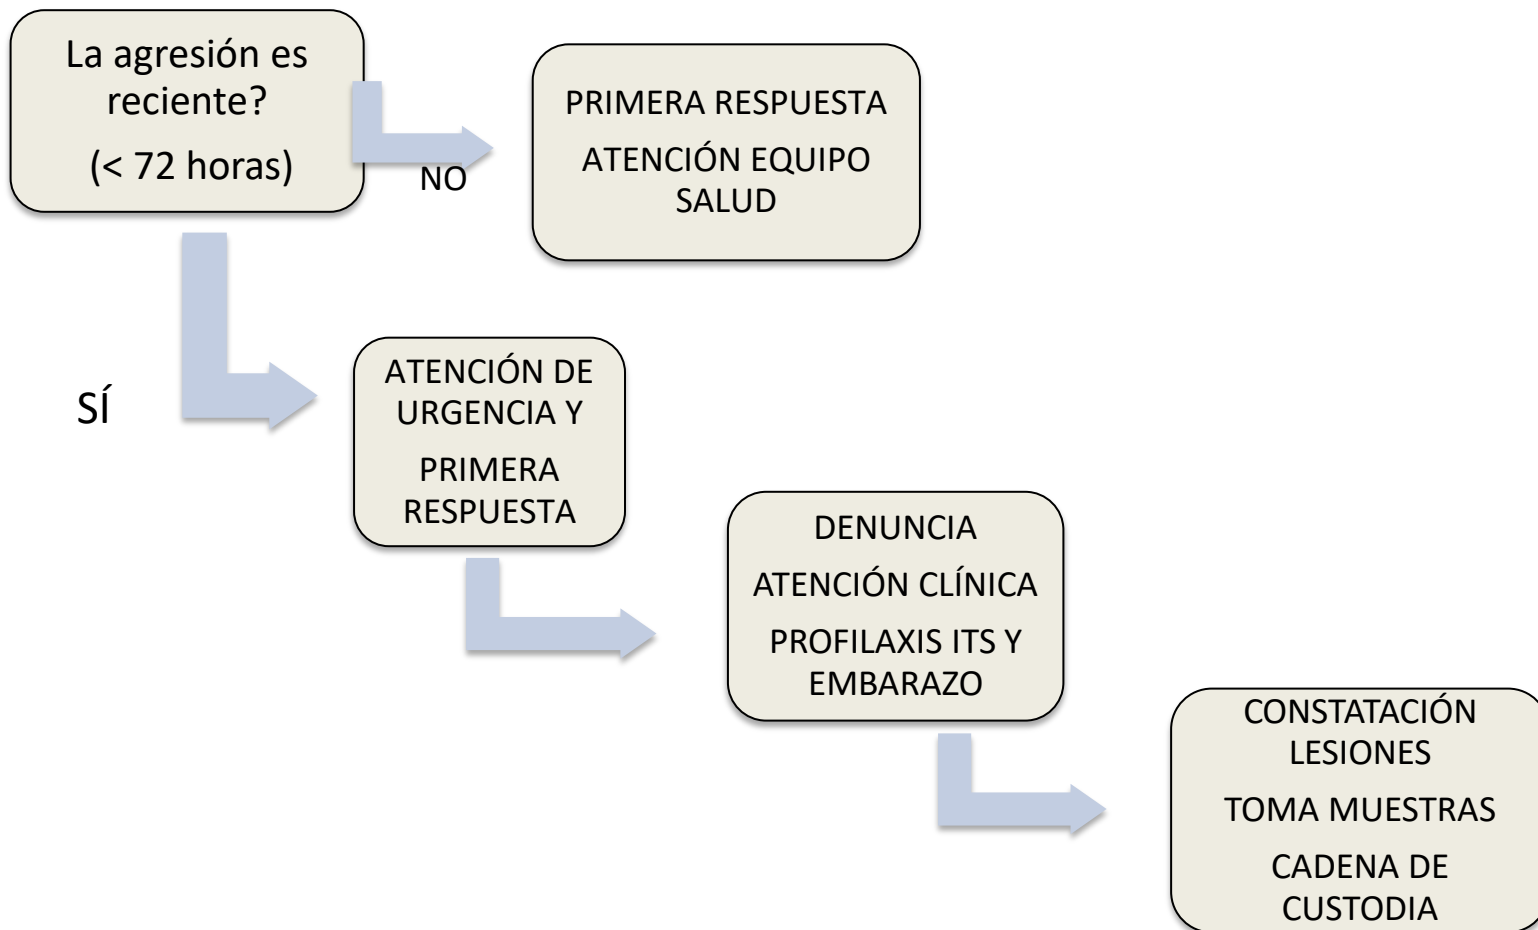 La agresión es
reciente?
(< 72 horas)
NO
PRIMERA RESPUESTA
ATENCIÓN EQUIPO
SALUD
SÍ
ATENCIÓN DE
URGENCIA Y
PRIMERA
RESPUESTA
DENUNCIA
ATENCIÓN CLÍNICA
PROFILAXIS ITS Y
EMBARAZO
CONSTATACIÓN
LESIONES
TOMA MUESTRAS
CADENA DE
CUSTODIA